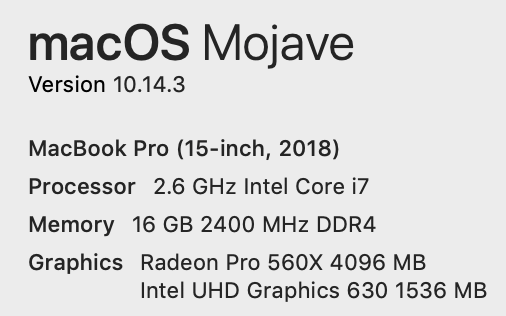 macOS Mojave
Version 10.14.3
MacBook Pro (15-inch, 2018)
Processor 2.6 GHz Intel Core i7
Memory 16 GB 2400 MHz DDR4
Graphics Radeon Pro 560X 4096 MB
Intel UHD Graphics 630 1536 MB